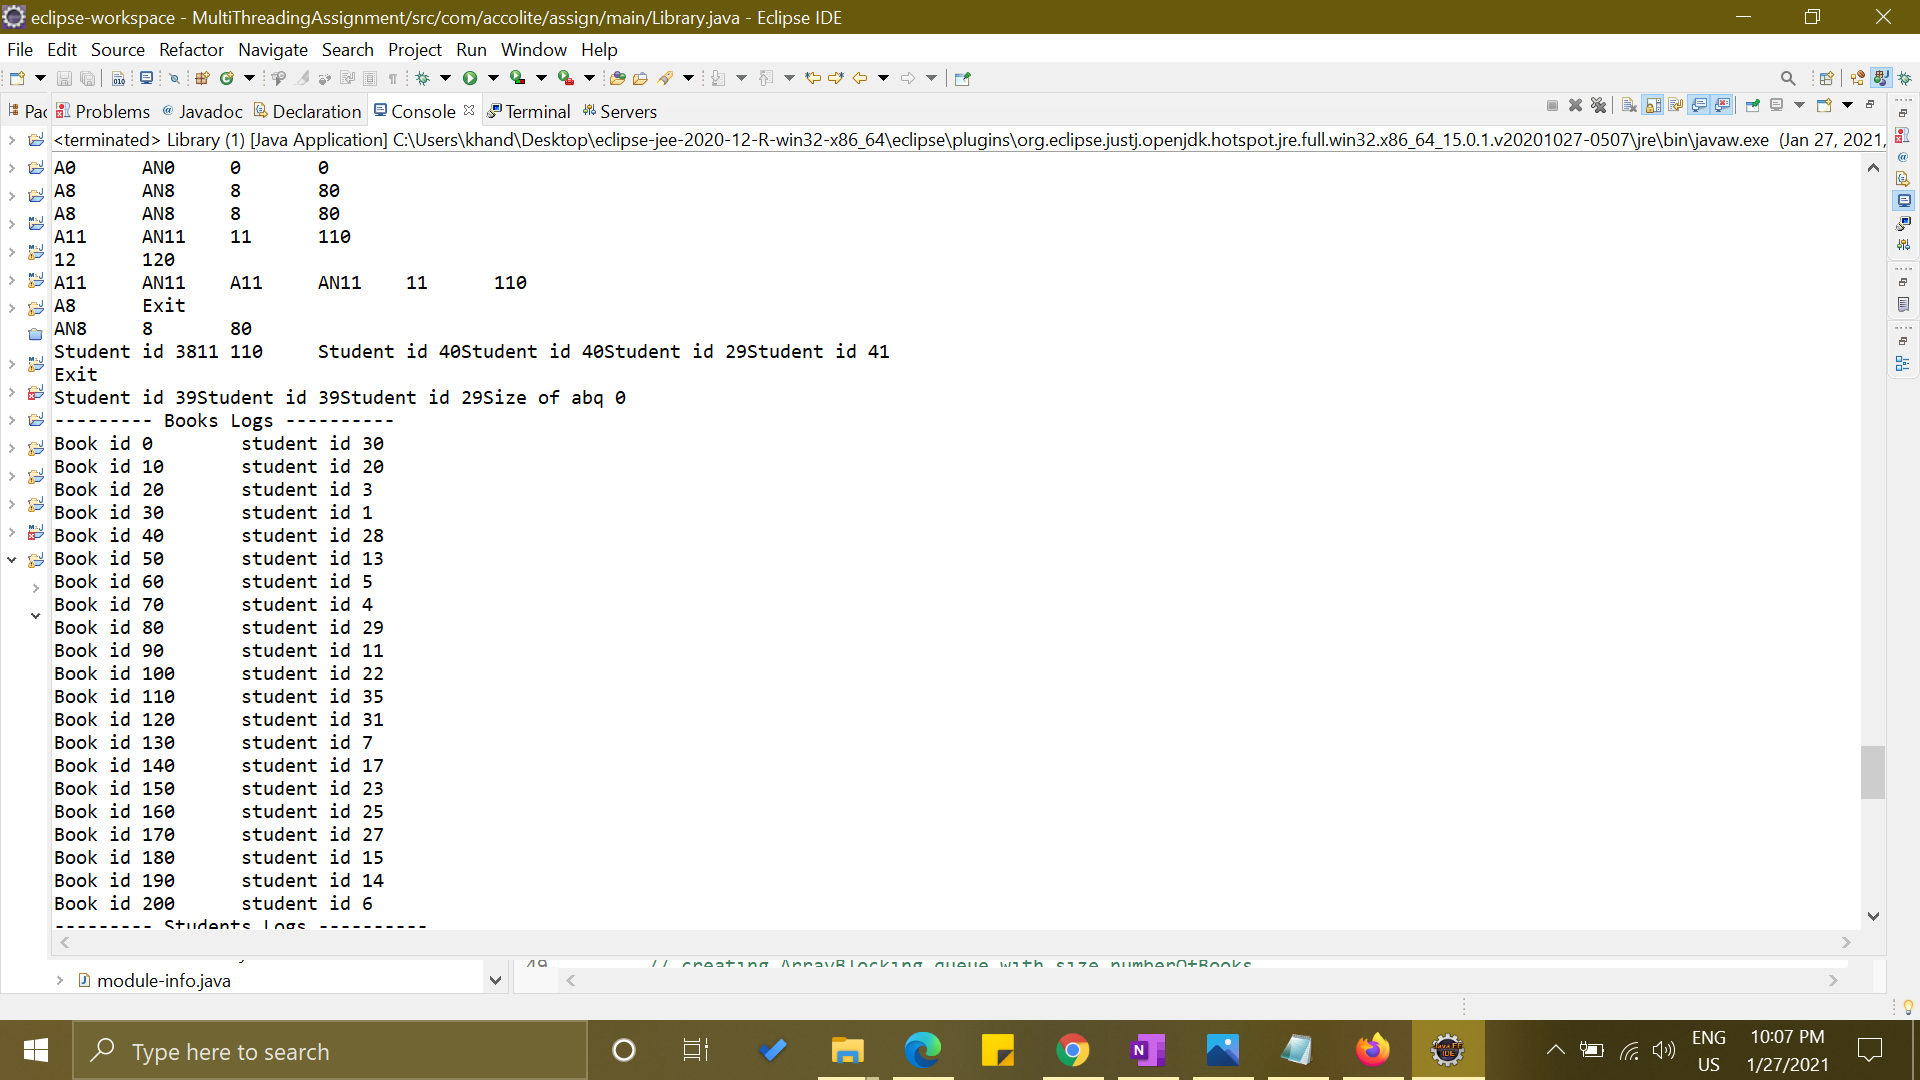 eclipse-workspace - MultiThreadingAssignment/src/com/accolite/assign/main/Library.java - Eclipse IDE
File Edit Source Refactor Navigate Search Project Run Window Help
Pac Problems Javadoc Declaration Console Terminal Servers
<terminated> Library (1) [Java Application] C:\Users\khand\Desktop\eclipse-jee-2020-12-R-win32-x86_64\eclipse\plugins\org.eclipse.justj.openjdk.hotspot.jre.full.win32.x86_64_15.0.1.v20201027-0507\jre\bin\javaw.exe (Jan 27, 2021,
A0 AN0 0 0
A8 AN8 8 80
A8 AN8 8 80
A11 AN11 11 110
12 120
A11 AN11 A11 AN11 11 110
A8 Exit
AN8 8 80
Student id 3811 110 Student id 40Student id 40Student id 29Student id 41
Exit
Student id 39Student id 39Student id 29Size of abq 0
--------- Books Logs ----------
Book id 0 student id 30
Book id 10 student id 20
Book id 20 student id 3
Book id 30 student id 1
Book id 40 student id 28
Book id 50 student id 13
Book id 60 student id 5
Book id 70 student id 4
Book id 80 student id 29
Book id 90 student id 11
Book id 100 student id 22
Book id 110 student id 35
Book id 120 student id 31
Book id 130 student id 7
Book id 140 student id 17
Book id 150 student id 23
Book id 160 student id 25
Book id 170 student id 27
Book id 180 student id 15
Book id 190 student id 14
Book id 200 student id 6
--------- Students Logs ----------
49 // creating ArrayBlocking queue with size numberOfBooks
module-info.java
Type here to search
ENG
US
10:07 PM
1/27/2021